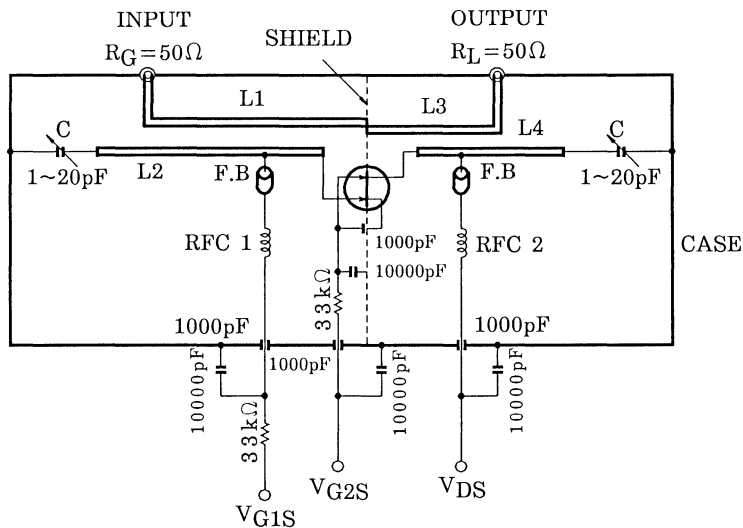 INPUT
R_G=50Ω
SHIELD
OUTPUT
R_L=50Ω
L1
L3
L4
C
1~20pF
L2
F.B
F.B
C
1~20pF
1000pF
RFC 1
RFC 2
CASE
10000pF
33kΩ
1000pF
1000pF
1000pF
10000pF
10000pF
10000pF
33kΩ
V_G1S
V_G2S
V_DS